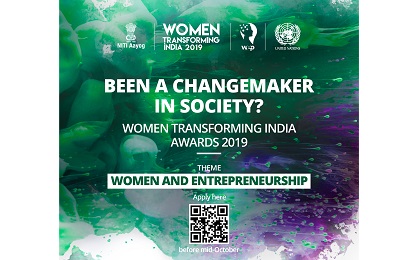 NITI Aayog
WOMEN
TRANSFORMING
INDIA 2019
WEP
UNITED NATIONS
BEEN A CHANGEMAKER
IN SOCIETY?
WOMEN TRANSFORMING INDIA
AWARDS 2019
THEME
WOMEN AND ENTREPRENEURSHIP
Apply here
before mid-October